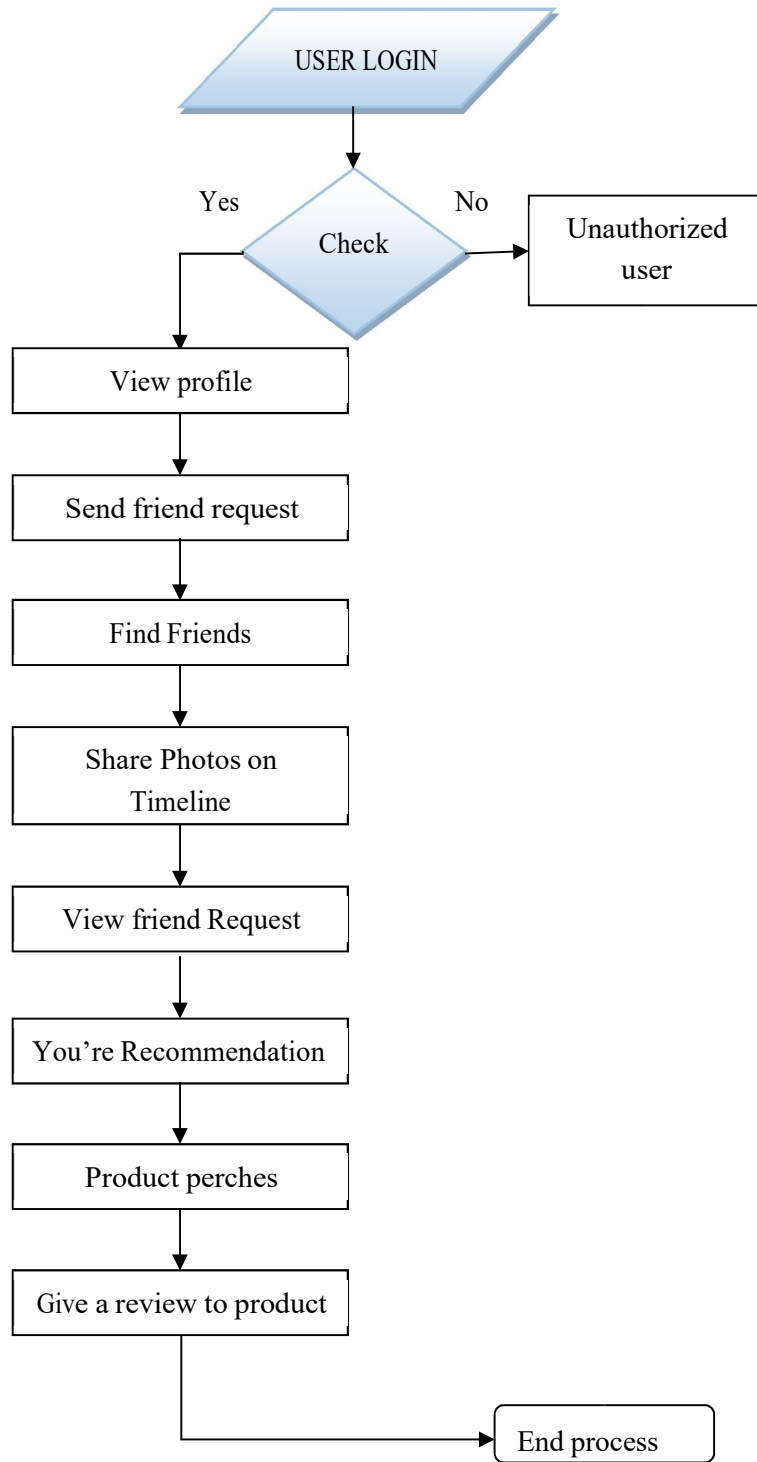 USER LOGIN
Yes
No
Check
Unauthorized
user
View profile
Send friend request
Find Friends
Share Photos on
Timeline
View friend Request
You’re Recommendation
Product perches
Give a review to product
End process